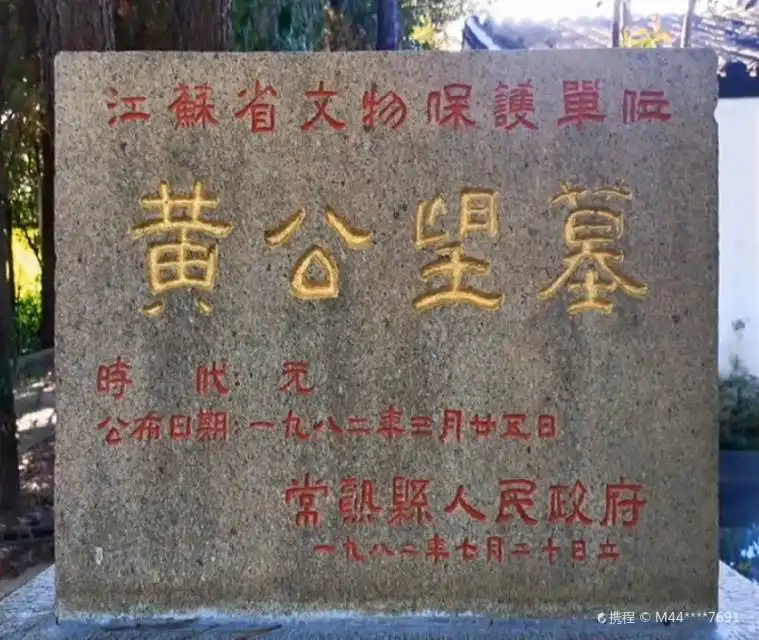 江蘇省文物保護單位
黄公望墓
時代:元
公布日期:一九八二年三月廿五日
常熟縣人民政府
一九八二年七月二十日立
携程 © M44****7691